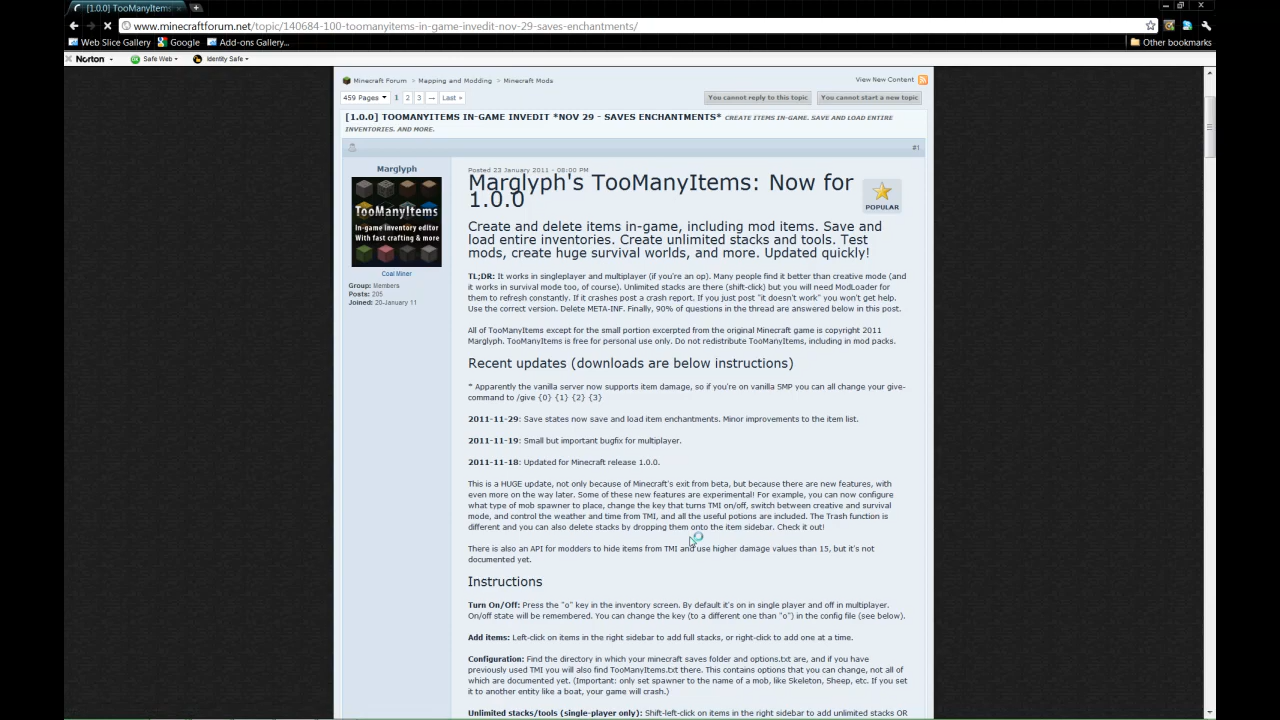 [1.0.0] TooManyItems
www.minecraftforum.net/topic/140684-100-toomanyitems-in-game-invedit-nov-29-saves-enchantments/
Web Slice Gallery Google Add-ons Gallery... Other bookmarks
Norton Safe Web Identity Safe
Minecraft Forum > Mapping and Modding > Minecraft Mods View New Content
459 Pages 1 2 3 → Last » You cannot reply to this topic You cannot start a new topic
[1.0.0] TOOMANYITEMS IN-GAME INVEDIT *NOV 29 - SAVES ENCHANTMENTS* CREATE ITEMS IN-GAME. SAVE AND LOAD ENTIRE
INVENTORIES. AND MORE.
#1
Marglyph
TooManyItems
In-game inventory editor
With fast crafting & more
Coal Miner
Group: Members
Posts: 205
Joined: 20-January 11
Posted 23 January 2011 - 06:00 PM
Marglyph's TooManyItems: Now for
1.0.0
POPULAR
Create and delete items in-game, including mod items. Save and
load entire inventories. Create unlimited stacks and tools. Test
mods, create huge survival worlds, and more. Updated quickly!
TL;DR: It works in singleplayer and multiplayer (if you're an op). Many people find it better than creative mode (and
it works in survival mode too, of course). Unlimited stacks are there (shift-click) but you will need ModLoader for
them to refresh constantly. If it crashes post a crash report. If you just post "it doesn't work" you won't get help.
Use the correct version. Delete META-INF. Finally, 90% of questions in the thread are answered below in this post.
All of TooManyItems except for the small portion excerpted from the original Minecraft game is copyright 2011
Marglyph. TooManyItems is free for personal use only. Do not redistribute TooManyItems, including in mod packs.
Recent updates (downloads are below instructions)
* Apparently the vanilla server now supports item damage, so if you're on vanilla SMP you can all change your give-
command to /give {0} {1} {2} {3}
2011-11-29: Save states now save and load item enchantments. Minor improvements to the item list.
2011-11-19: Small but important bugfix for multiplayer.
2011-11-18: Updated for Minecraft release 1.0.0.
This is a HUGE update, not only because of Minecraft's exit from beta, but because there are new features, with
even more on the way later. Some of these new features are experimental! For example, you can now configure
what type of mob spawner to place, change the key that turns TMI on/off, switch between creative and survival
mode, and control the weather and time from TMI, and all the useful potions are included. The Trash function is
different and you can also delete stacks by dropping them onto the item sidebar. Check it out!
There is also an API for modders to hide items from TMI and use higher damage values than 15, but it's not
documented yet.
Instructions
Turn On/Off: Press the "o" key in the inventory screen. By default it's on in single player and off in multiplayer.
On/off state will be remembered. You can change the key (to a different one than "o") in the config file (see below).
Add items: Left-click on items in the right sidebar to add full stacks, or right-click to add one at a time.
Configuration: Find the directory in which your minecraft saves folder and options.txt are, and if you have
previously used TMI you will also find TooManyItems.txt there. This contains options that you can change, not all of
which are documented yet. (Important: only set spawner to the name of a mob, like Skeleton, Sheep, etc. If you set
it to another entity like a boat, your game will crash.)
Unlimited stacks/tools (single-player only): Shift-left-click on items in the right sidebar to add unlimited stacks OR